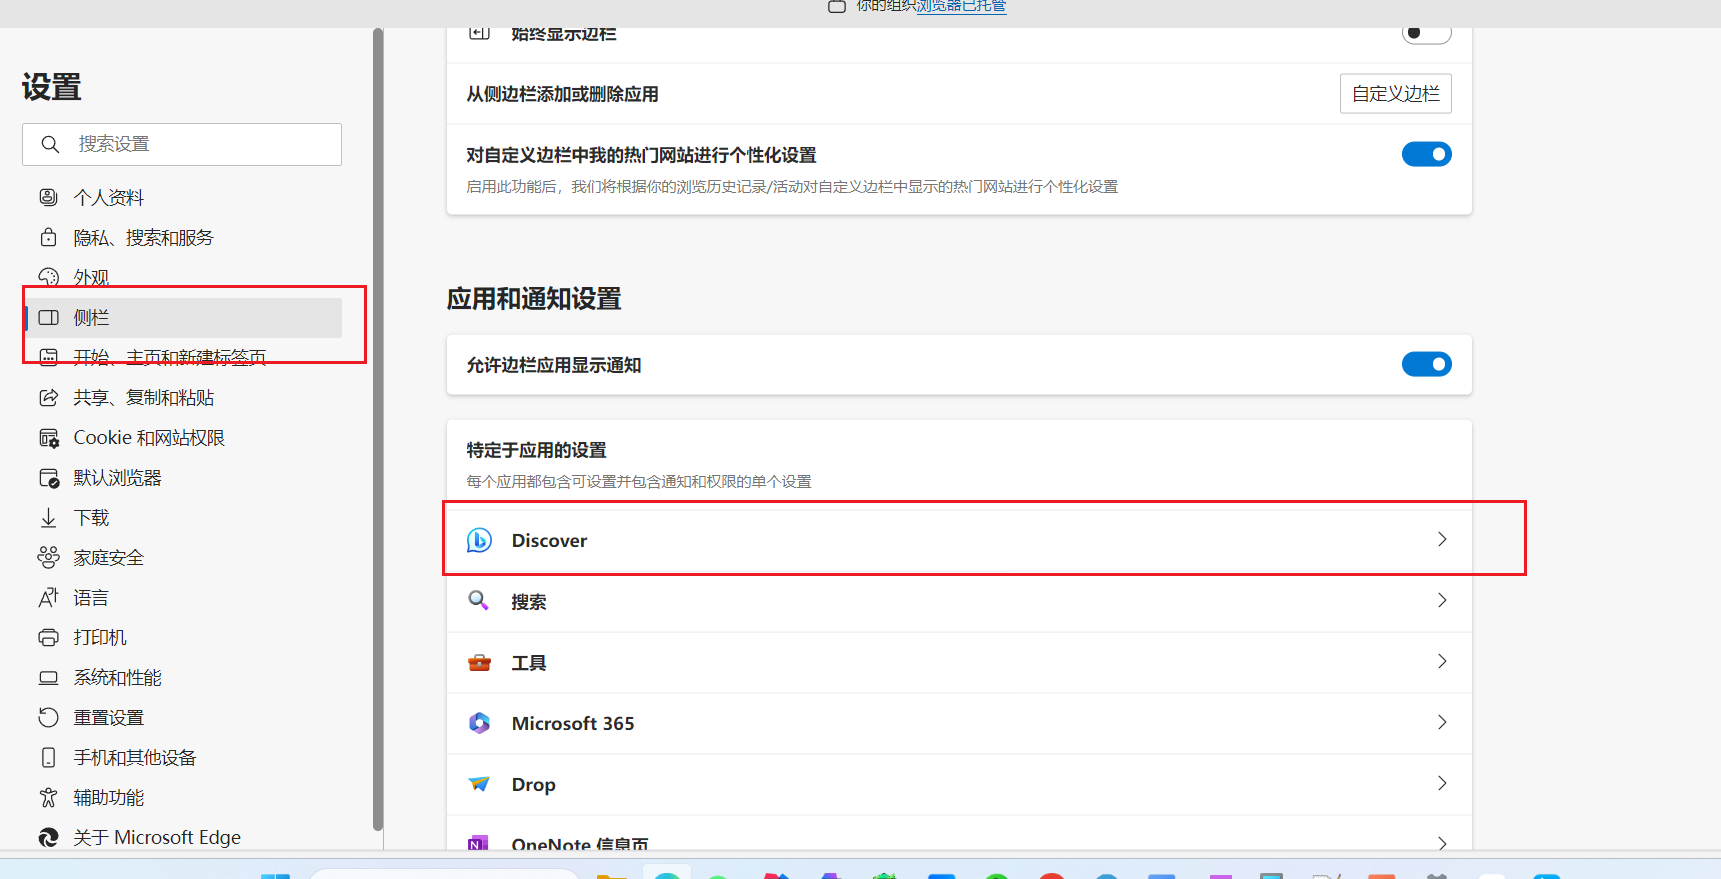 你的组织浏览器已托管
设置
搜索设置
个人资料
隐私、搜索和服务
外观
侧栏
开始、主页和新建标签页
共享、复制和粘贴
Cookie 和网站权限
默认浏览器
下载
家庭安全
语言
打印机
系统和性能
重置设置
手机和其他设备
辅助功能
关于 Microsoft Edge
始终显示边栏
从侧边栏添加或删除应用
自定义边栏
对自定义边栏中我的热门网站进行个性化设置
启用此功能后，我们将根据你的浏览历史记录/活动对自定义边栏中显示的热门网站进行个性化设置
应用和通知设置
允许边栏应用显示通知
特定于应用的设置
每个应用都包含可设置并包含通知和权限的单个设置
Discover
搜索
工具
Microsoft 365
Drop
OneNote 信息页